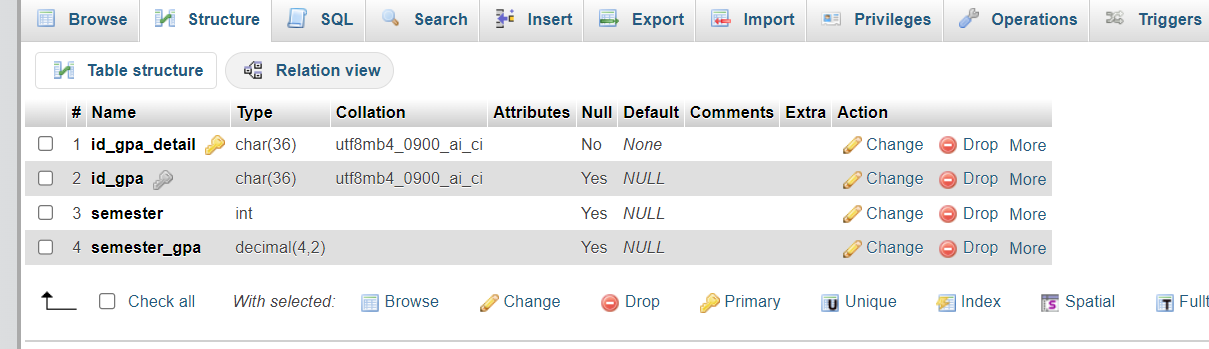 Browse Structure SQL Search Insert Export Import Privileges Operations Triggers
Table structure Relation view
# Name Type Collation Attributes Null Default Comments Extra Action
1 id_gpa_detail char(36) utf8mb4_0900_ai_ci No None Change Drop More
2 id_gpa char(36) utf8mb4_0900_ai_ci Yes NULL Change Drop More
3 semester int Yes NULL Change Drop More
4 semester_gpa decimal(4,2) Yes NULL Change Drop More
Check all With selected: Browse Change Drop Primary U Unique Index S Spatial T Fullt